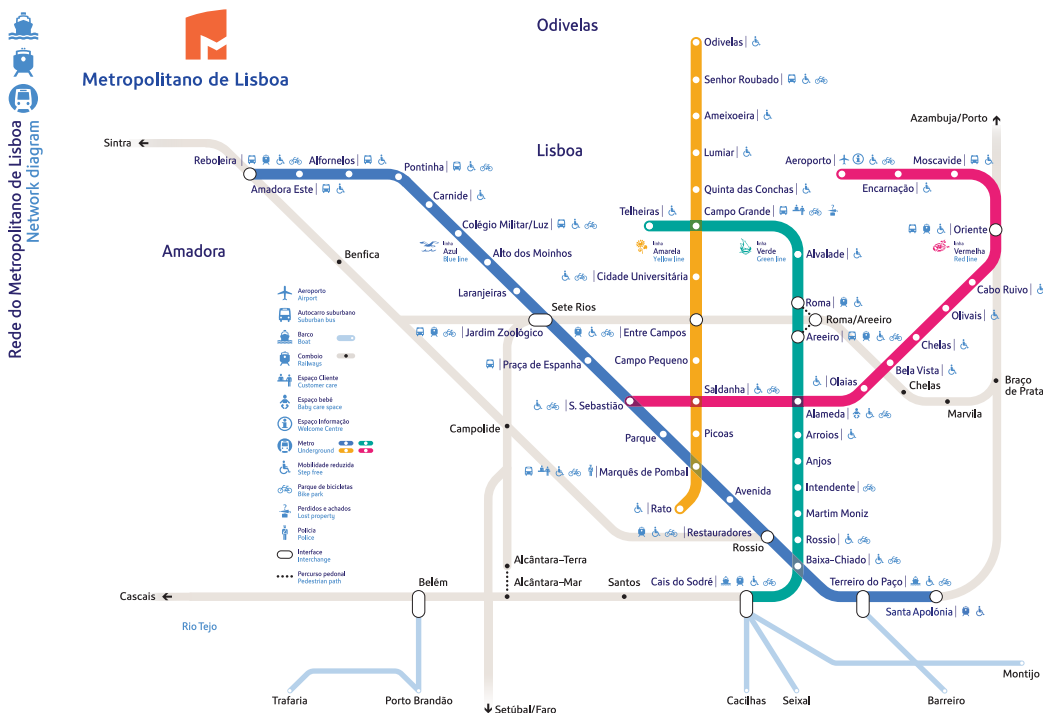 Rede do Metropolitano de Lisboa
Network diagram
Metropolitano de Lisboa
Odivelas
Lisboa
Amadora
Sintra
Azambuja/Porto
Odivelas
Senhor Roubado
Ameixoeira
Lumiar
Quinta das Conchas
Campo Grande
Telheiras
Aeroporto
Moscavide
Encarnação
Oriente
Reboleira
Alfornelos
Pontinha
Amadora Este
Carnide
Colégio Militar/Luz
linha
Azul
Blue line
Alto dos Moinhos
Laranjeiras
linha
Amarela
Yellow line
linha
Verde
Green line
linha
Vermelha
Red line
Alvalade
Cidade Universitária
Cabo Ruivo
Benfica
Sete Rios
Jardim Zoológico
Entre Campos
Roma
Roma/Areeiro
Areeiro
Olivais
Chelas
Bela Vista
Olaias
Praça de Espanha
Campo Pequeno
Saldanha
S. Sebastião
Chelas
Marvila
Braço
de Prata
Alameda
Arroios
Anjos
Intendente
Martim Moniz
Rossio
Baixa–Chiado
Campolide
Parque
Picoas
Marquês de Pombal
Avenida
Rato
Restauradores
Rossio
Terreiro do Paço
Santa Apolónia
Cais do Sodré
Alcântara–Terra
Alcântara–Mar
Santos
Belém
Cascais
Rio Tejo
Trafaria
Porto Brandão
Setúbal/Faro
Cacilhas
Seixal
Barreiro
Montijo
Aeroporto
Airport
Autocarro suburbano
Suburban bus
Barco
Boat
Comboio
Railways
Espaço Cliente
Customer care
Espaço bebé
Baby care space
Espaço Informação
Welcome Centre
Metro
Underground
Mobilidade reduzida
Step free
Parque de bicicletas
Bike park
Perdidos e achados
Lost property
Polícia
Police
Interface
Interchange
Percurso pedonal
Pedestrian path